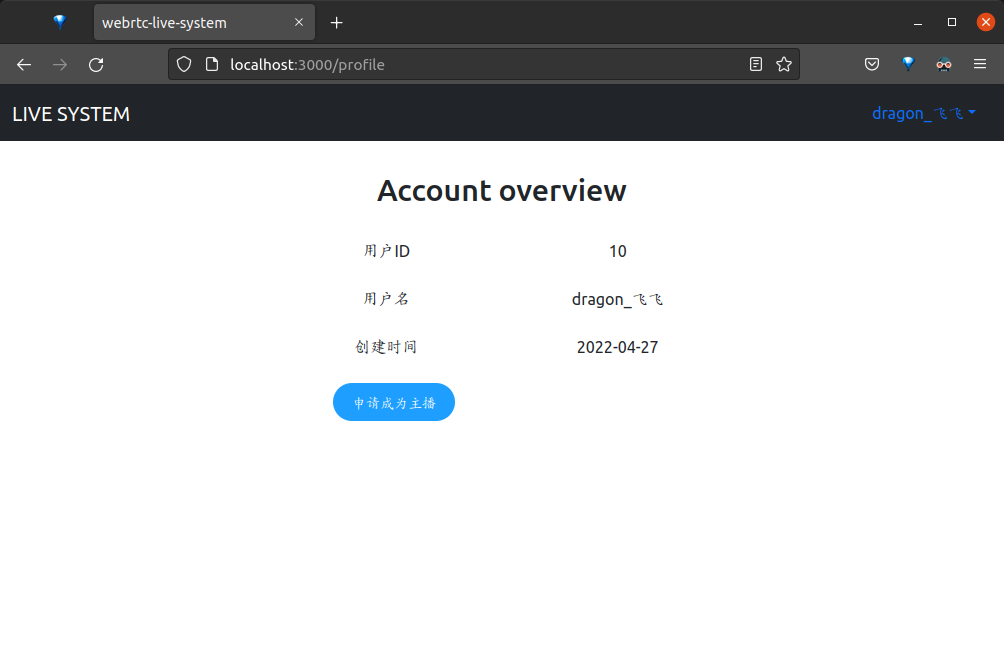 webrtc-live-system
localhost:3000/profile
LIVE SYSTEM
dragon_飞飞
Account overview
用户ID 10
用户名 dragon_飞飞
创建时间 2022-04-27
申请成为主播